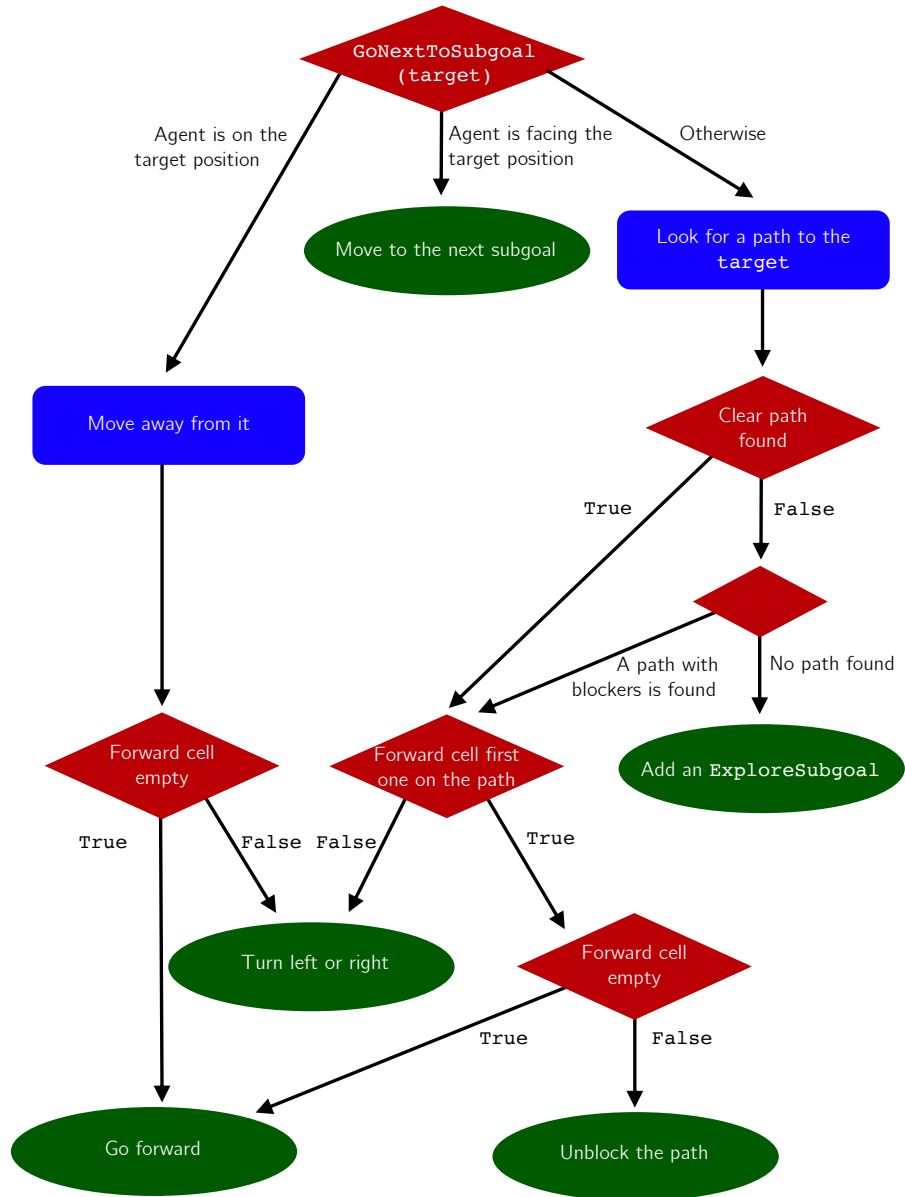 GoNextToSubgoal
(target)
Agent is on the
target position
Agent is facing the
target position
Otherwise
Move to the next subgoal
Look for a path to the
target
Move away from it
Clear path
found
True
False
A path with
blockers is found
No path found
Forward cell
empty
Forward cell first
one on the path
Add an ExploreSubgoal
True
False
False
True
Turn left or right
Forward cell
empty
True
False
Go forward
Unblock the path